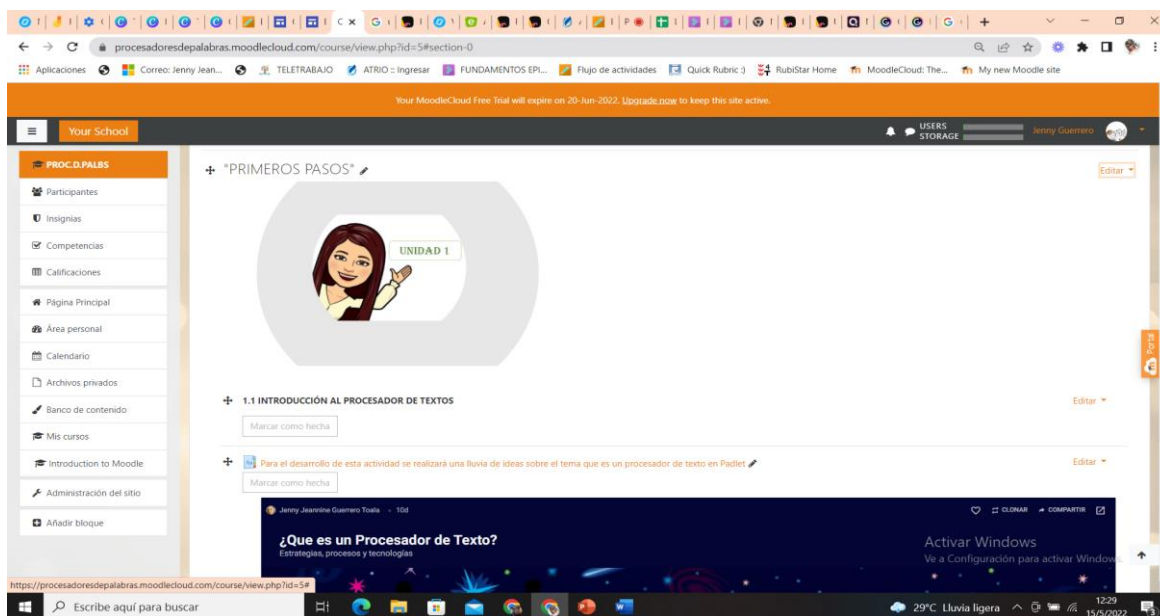 procesadoresdepalabras.moodlecloud.com/course/view.php?id=5#section-0
Aplicaciones Correo: Jenny Jean... TELETRABAJO ATRIO :: Ingresar FUNDAMENTOS EPI... Flujo de actividades Quick Rubric :) RubiStar Home MoodleCloud: The... My new Moodle site
Your MoodleCloud Free Trial will expire on 20-Jun-2022. Upgrade now to keep this site active.
Your School
USERS
STORAGE
Jenny Guerrero
PROC.D.PALBS
Participantes
Insignias
Competencias
Calificaciones
Página Principal
Área personal
Calendario
Archivos privados
Banco de contenido
Mis cursos
Introduction to Moodle
Administración del sitio
Añadir bloque
"PRIMEROS PASOS"
Editar
UNIDAD 1
Portal
1.1 INTRODUCCIÓN AL PROCESADOR DE TEXTOS
Editar
Marcar como hecha
Para el desarrollo de esta actividad se realizará una lluvia de ideas sobre el tema que es un procesador de texto en Padlet
Editar
Marcar como hecha
Jenny Jeannine Guerrero Toala · 10d
CLONAR COMPARTIR
¿Que es un Procesador de Texto?
Estrategias, procesos y tecnologías
Activar Windows
Ve a Configuración para activar Windows.
https://procesadoresdepalabras.moodlecloud.com/course/view.php?id=5#
Escribe aquí para buscar
29°C Lluvia ligera
12:29
15/5/2022